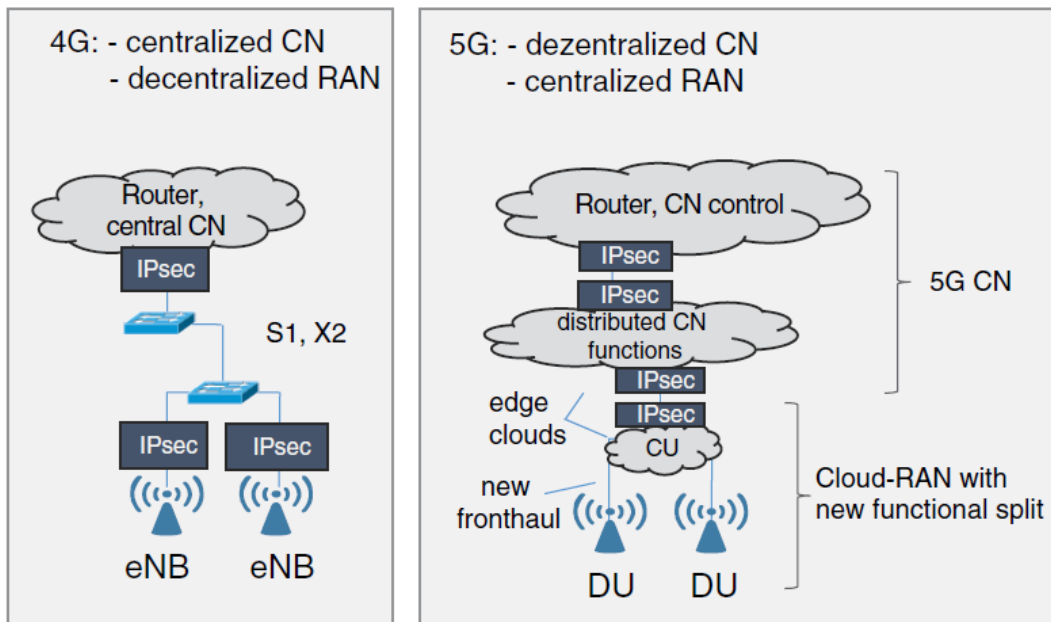 4G: - centralized CN
- decentralized RAN
Router,
central CN
IPsec
S1, X2
IPsec
IPsec
eNB
eNB
5G: - dezentralized CN
- centralized RAN
Router, CN control
IPsec
IPsec
distributed CN
functions
5G CN
IPsec
IPsec
edge
clouds
CU
new
fronthaul
Cloud-RAN with
new functional split
DU
DU